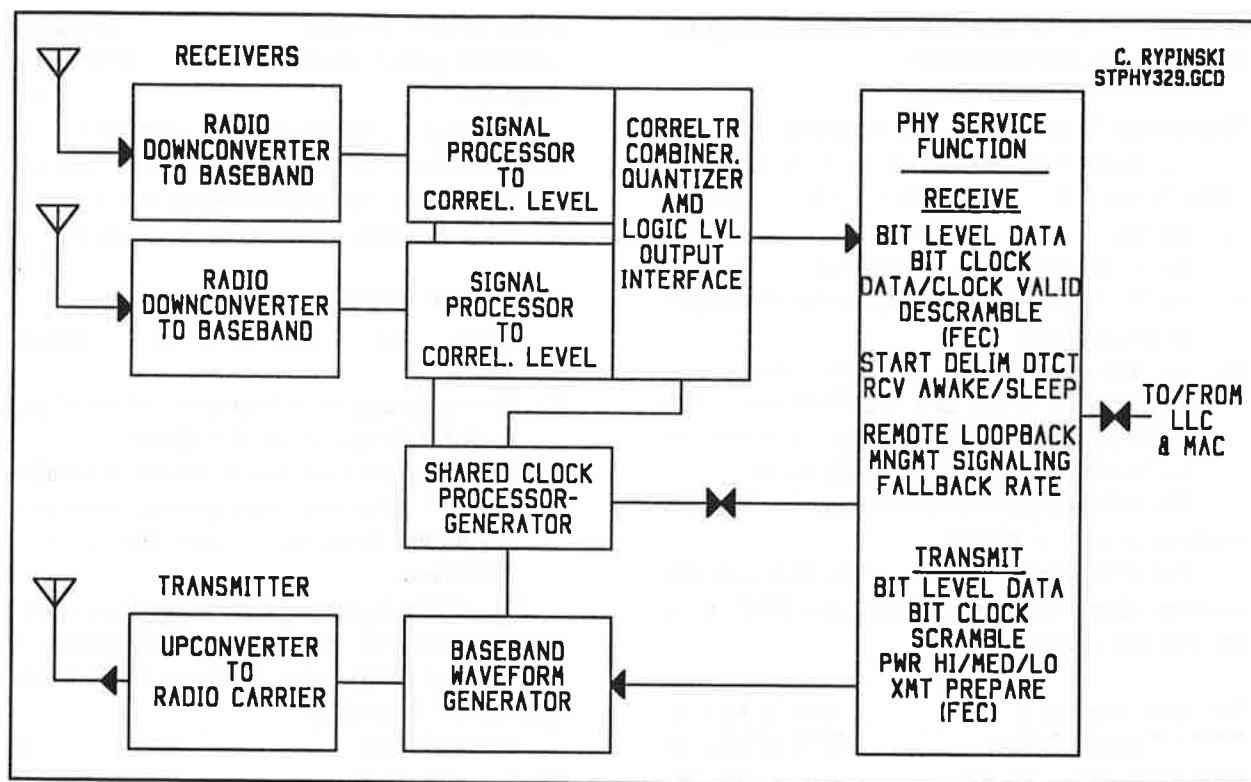 RECEIVERS
C. RYPINSKI
STPHY329.GCD
RADIO
DOWNCONVERTER
TO BASEBAND
SIGNAL
PROCESSOR
TO
CORREL. LEVEL
CORRELTR
COMBINER.
QUANTIZER
AMD
LOGIC LVL
OUTPUT
INTERFACE
RADIO
DOWNCONVERTER
TO BASEBAND
SIGNAL
PROCESSOR
TO
CORREL. LEVEL
PHY SERVICE
FUNCTION
RECEIVE
BIT LEVEL DATA
BIT CLOCK
DATA/CLOCK VALID
DESCRAMBLE
(FEC)
START DELIM DTCT
RCV AWAKE/SLEEP
REMOTE LOOPBACK
MNGMT SIGNALING
FALLBACK RATE
TRANSMIT
BIT LEVEL DATA
BIT CLOCK
SCRAMBLE
PWR HI/MED/LO
XMT PREPARE
(FEC)
TO/FROM
LLC
& MAC
SHARED CLOCK
PROCESSOR-
GENERATOR
TRANSMITTER
UPCONVERTER
TO
RADIO CARRIER
BASEBAND
WAVEFORM
GENERATOR